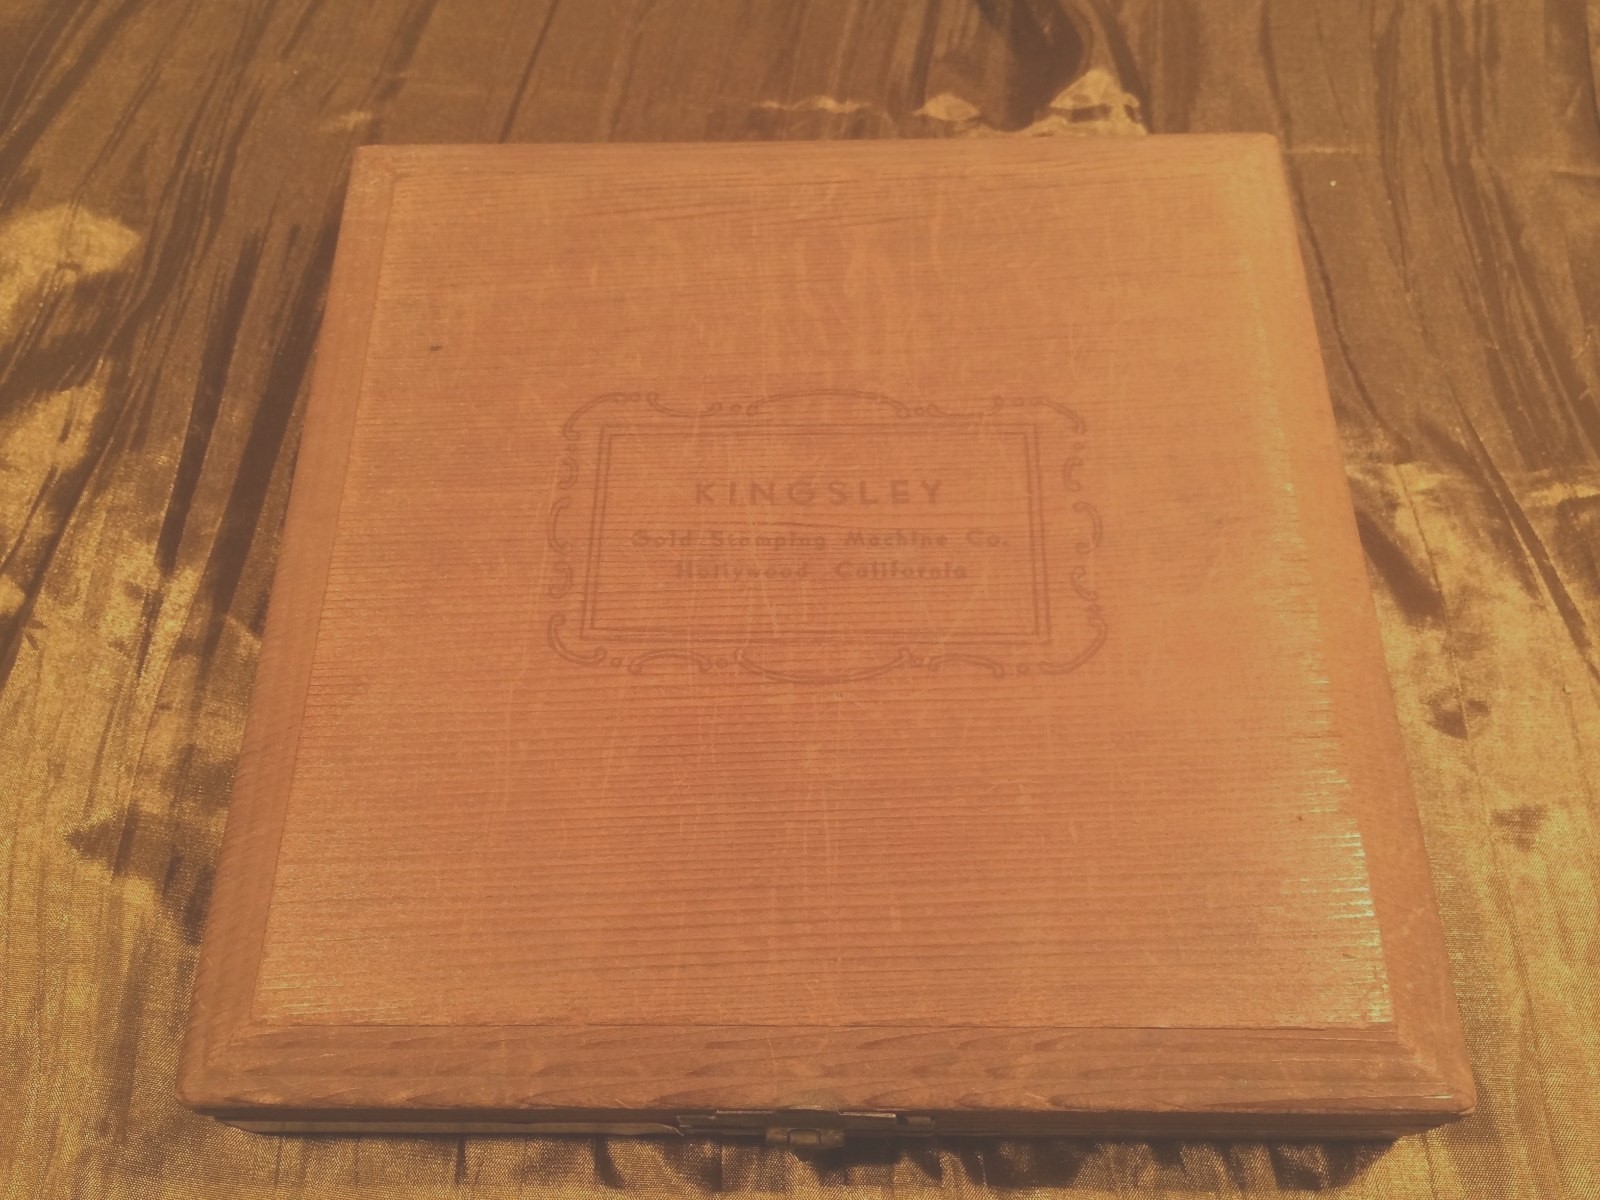 KINGSLEY
Gold Stamping Machine Co.
Hollywood California